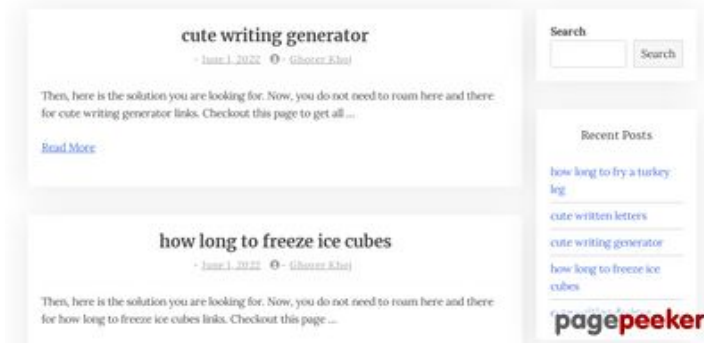 cute writing generator
- June 1, 2022 - Ghorer Khoj
Then, here is the solution you are looking for. Now, you do not need to roam here and there
for cute writing generator links. Checkout this page to get all ...
Read More
how long to freeze ice cubes
- June 1, 2022 - Ghorer Khoj
Then, here is the solution you are looking for. Now, you do not need to roam here and there
for how long to freeze ice cubes links. Checkout this page ...
Search
Search
Recent Posts
how long to fry a turkey
leg
cute written letters
cute writing generator
how long to freeze ice
cubes
pagepeeker